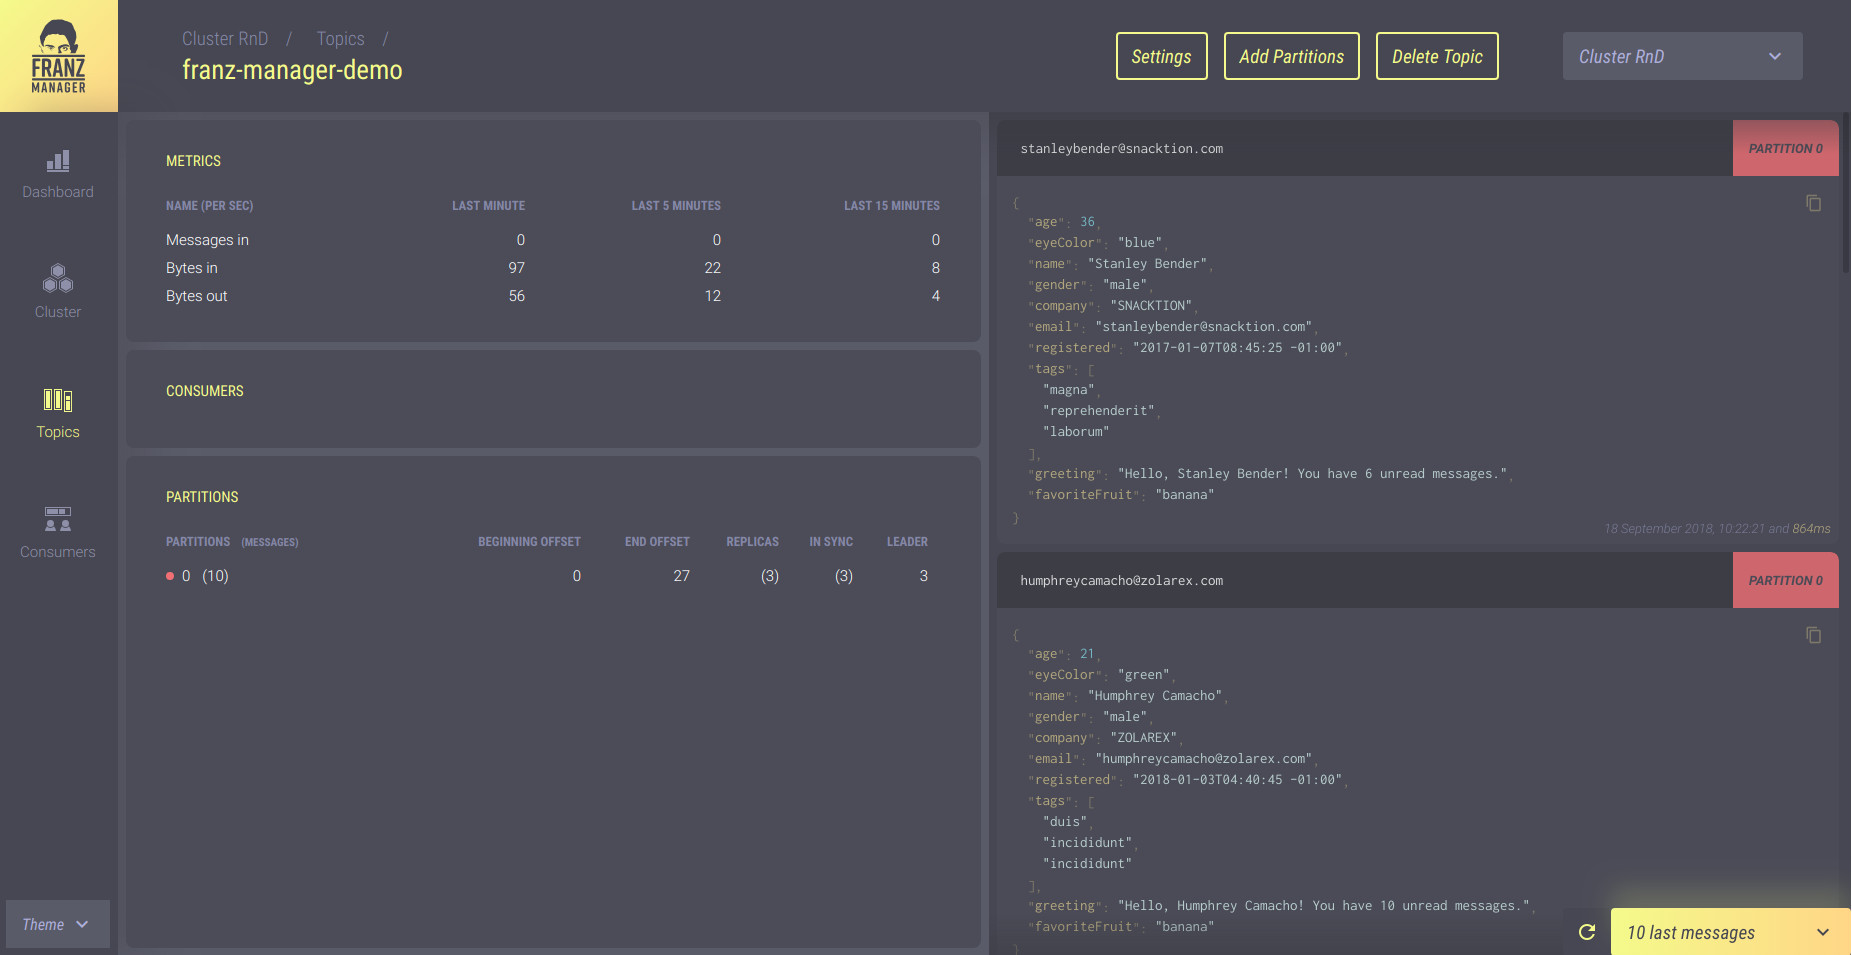 FRANZ
MANAGER
Cluster RnD / Topics /
franz-manager-demo
Settings
Add Partitions
Delete Topic
Cluster RnD
Dashboard
Cluster
Topics
Consumers
Theme
METRICS
NAME (PER SEC) LAST MINUTE LAST 5 MINUTES LAST 15 MINUTES
Messages in 0 0 0
Bytes in 97 22 8
Bytes out 56 12 4
CONSUMERS
PARTITIONS
PARTITIONS (MESSAGES) BEGINNING OFFSET END OFFSET REPLICAS IN SYNC LEADER
0 (10) 0 27 (3) (3) 3
stanleybender@snacktion.com PARTITION 0
{
"age": 36,
"eyeColor": "blue",
"name": "Stanley Bender",
"gender": "male",
"company": "SNACKTION",
"email": "stanleybender@snacktion.com",
"registered": "2017-01-07T08:45:25 -01:00",
"tags": [
"magna",
"reprehenderit",
"laborum"
],
"greeting": "Hello, Stanley Bender! You have 6 unread messages.",
"favoriteFruit": "banana"
}
18 September 2018, 10:22:21 and 864ms
humphreycamacho@zolarex.com PARTITION 0
{
"age": 21,
"eyeColor": "green",
"name": "Humphrey Camacho",
"gender": "male",
"company": "ZOLAREX",
"email": "humphreycamacho@zolarex.com",
"registered": "2018-01-03T04:40:45 -01:00",
"tags": [
"duis",
"incididunt",
"incididunt"
],
"greeting": "Hello, Humphrey Camacho! You have 10 unread messages.",
"favoriteFruit": "banana"
}
10 last messages